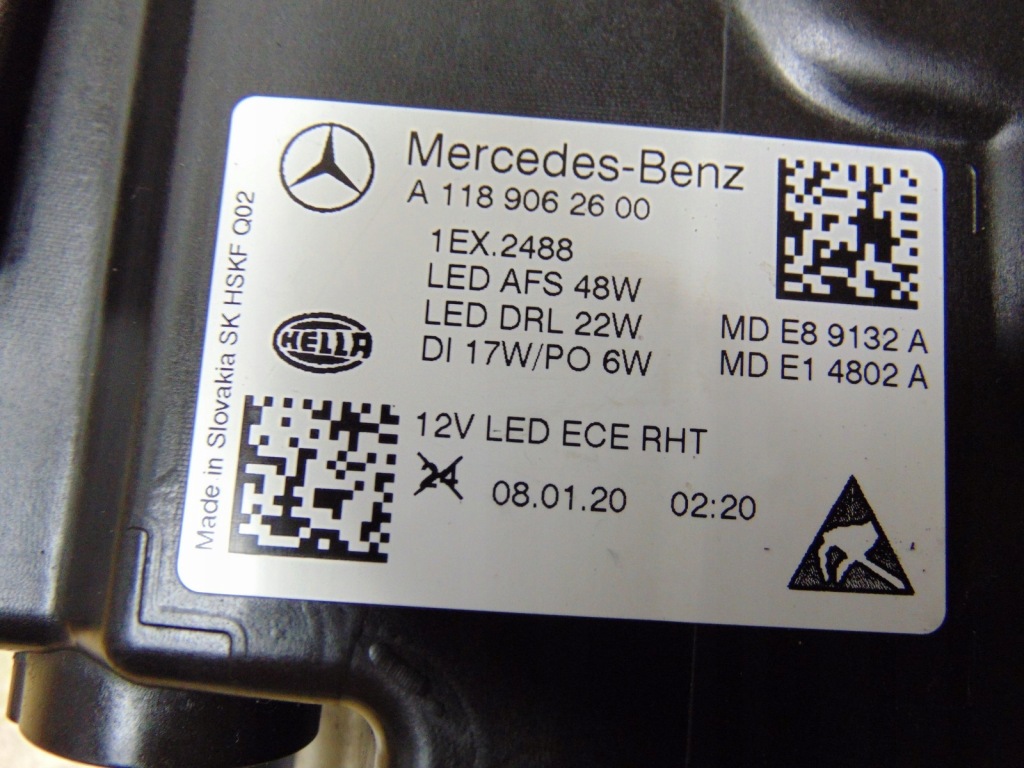 Mercedes-Benz
A 118 906 26 00
1EX.2488
LED AFS 48W
LED DRL 22W
DI 17W/PO 6W
MD E8 9132 A
MD E1 4802 A
HELLA
12V LED ECE RHT
24
08.01.20 02:20
Made in Slovakia SK HSKF Q02